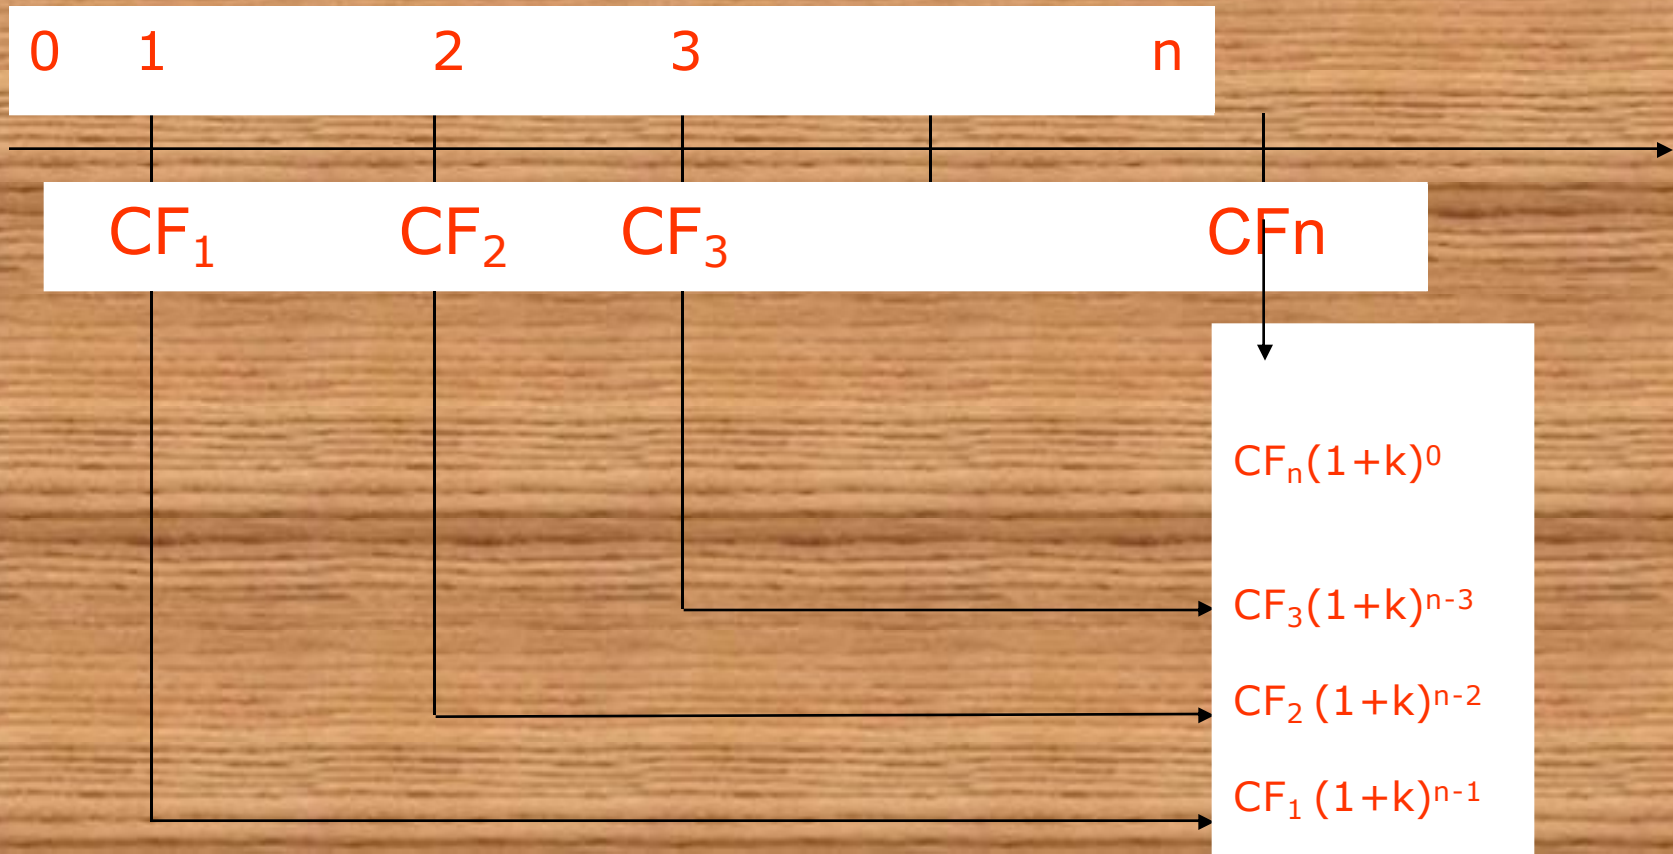 0 1 2 3 n
CF₁ CF₂ CF₃ CFn
CFₙ(1+k)⁰
CF₃(1+k)ⁿ⁻³
CF₂ (1+k)ⁿ⁻²
CF₁ (1+k)ⁿ⁻¹